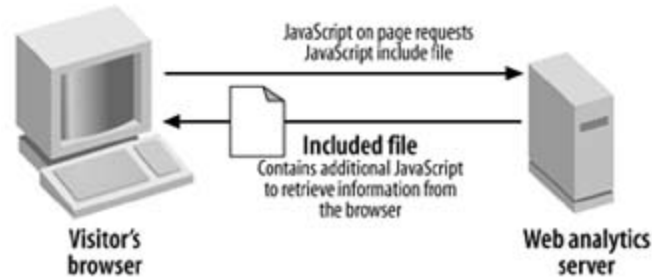 JavaScript on page requests
JavaScript include file
Included file
Contains additional JavaScript
to retrieve information from
the browser
Visitor's
browser
Web analytics
server